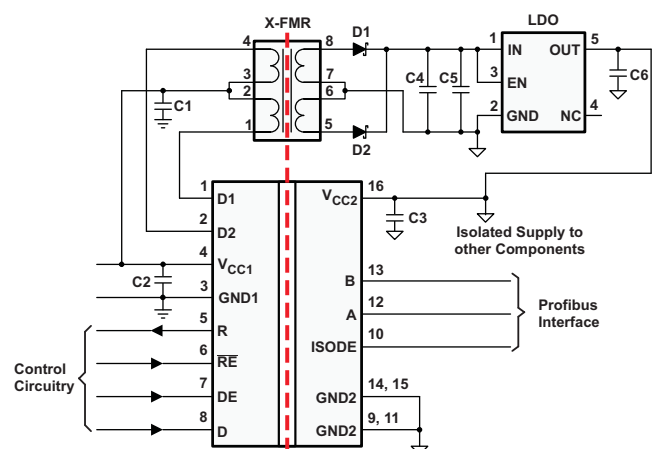 X-FMR
D1
LDO
4
8
1
IN
OUT
5
3
7
C4
C5
3
EN
C6
C1
2
6
2
GND
NC
4
1
5
D2
1
D1
16
VCC2
2
D2
C3
Isolated Supply to
other Components
4
VCC1
C2
3
GND1
13
B
12
A
Profibus
Interface
5
R
10
ISODE
6
RE
Control
Circuitry
7
DE
14, 15
GND2
8
D
9, 11
GND2